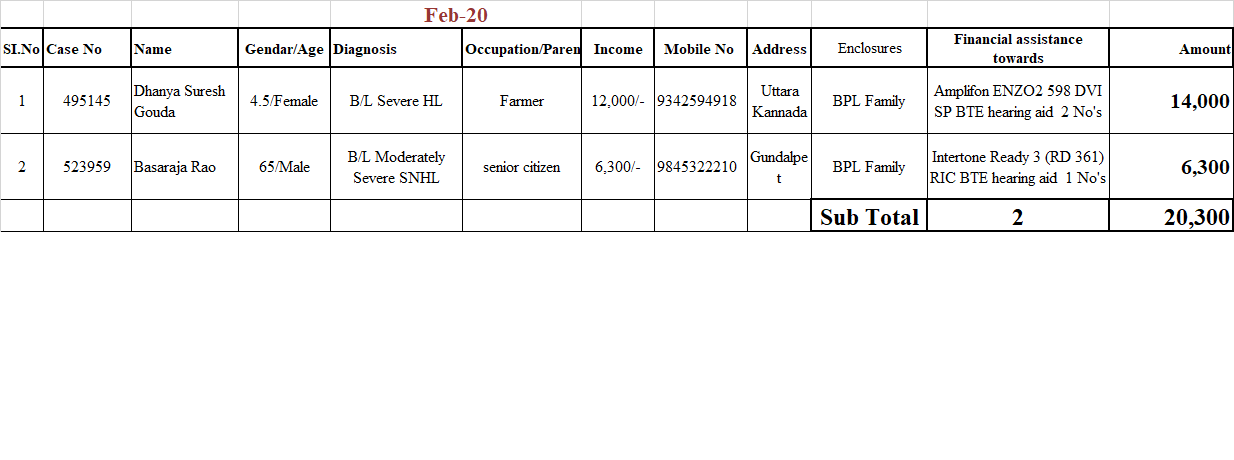 Feb-20
SI.No Case No Name Gendar/Age Diagnosis Occupation/Paren Income Mobile No Address Enclosures Financial assistance towards Amount
1 495145 Dhanya Suresh Gouda 4.5/Female B/L Severe HL Farmer 12,000/- 9342594918 Uttara Kannada BPL Family Amplifon ENZO2 598 DVI SP BTE hearing aid 2 No's 14,000
2 523959 Basaraja Rao 65/Male B/L Moderately Severe SNHL senior citizen 6,300/- 9845322210 Gundalpe t BPL Family Intertone Ready 3 (RD 361) RIC BTE hearing aid 1 No's 6,300
Sub Total 2 20,300